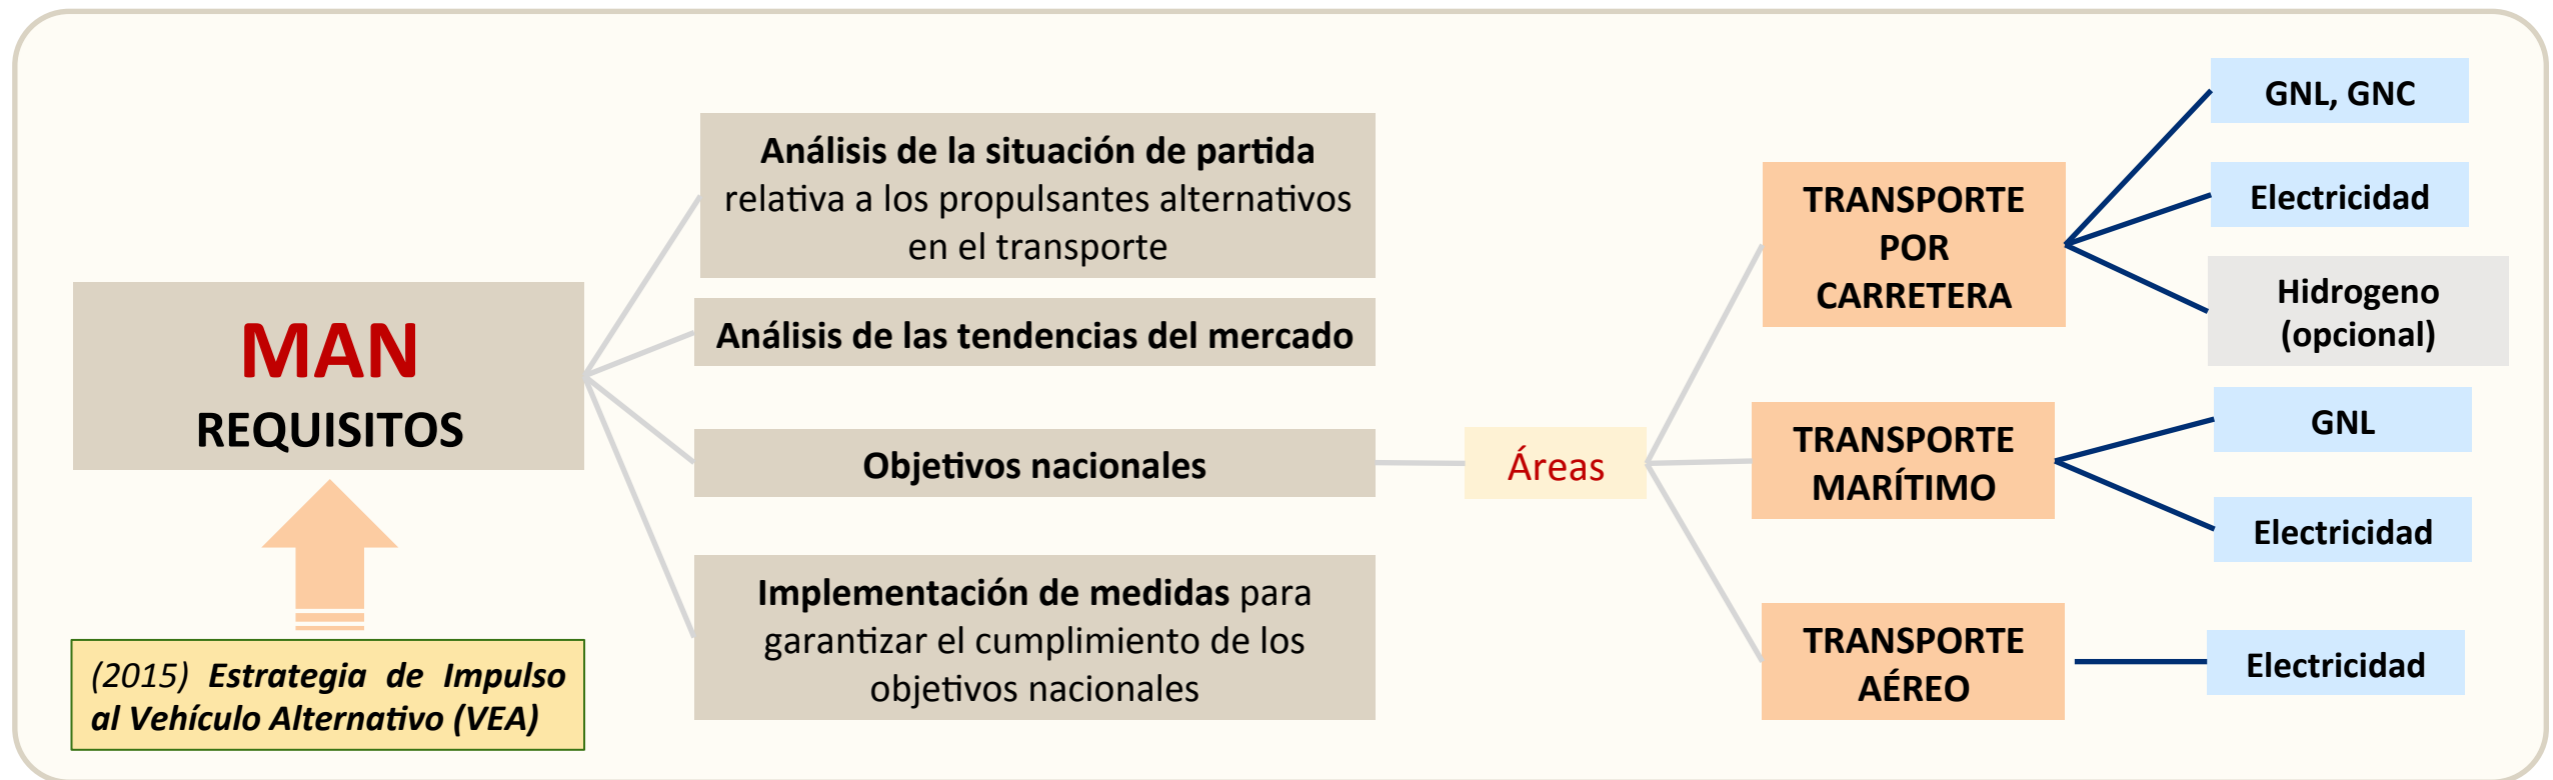 MAN
REQUISITOS
(2015) Estrategia de Impulso
al Vehículo Alternativo (VEA)
Análisis de la situación de partida
relativa a los propulsantes alternativos
en el transporte
Análisis de las tendencias del mercado
Objetivos nacionales
Implementación de medidas para
garantizar el cumplimiento de los
objetivos nacionales
Áreas
TRANSPORTE
POR
CARRETERA
GNL, GNC
Electricidad
Hidrogeno
(opcional)
TRANSPORTE
MARÍTIMO
GNL
Electricidad
TRANSPORTE
AÉREO
Electricidad